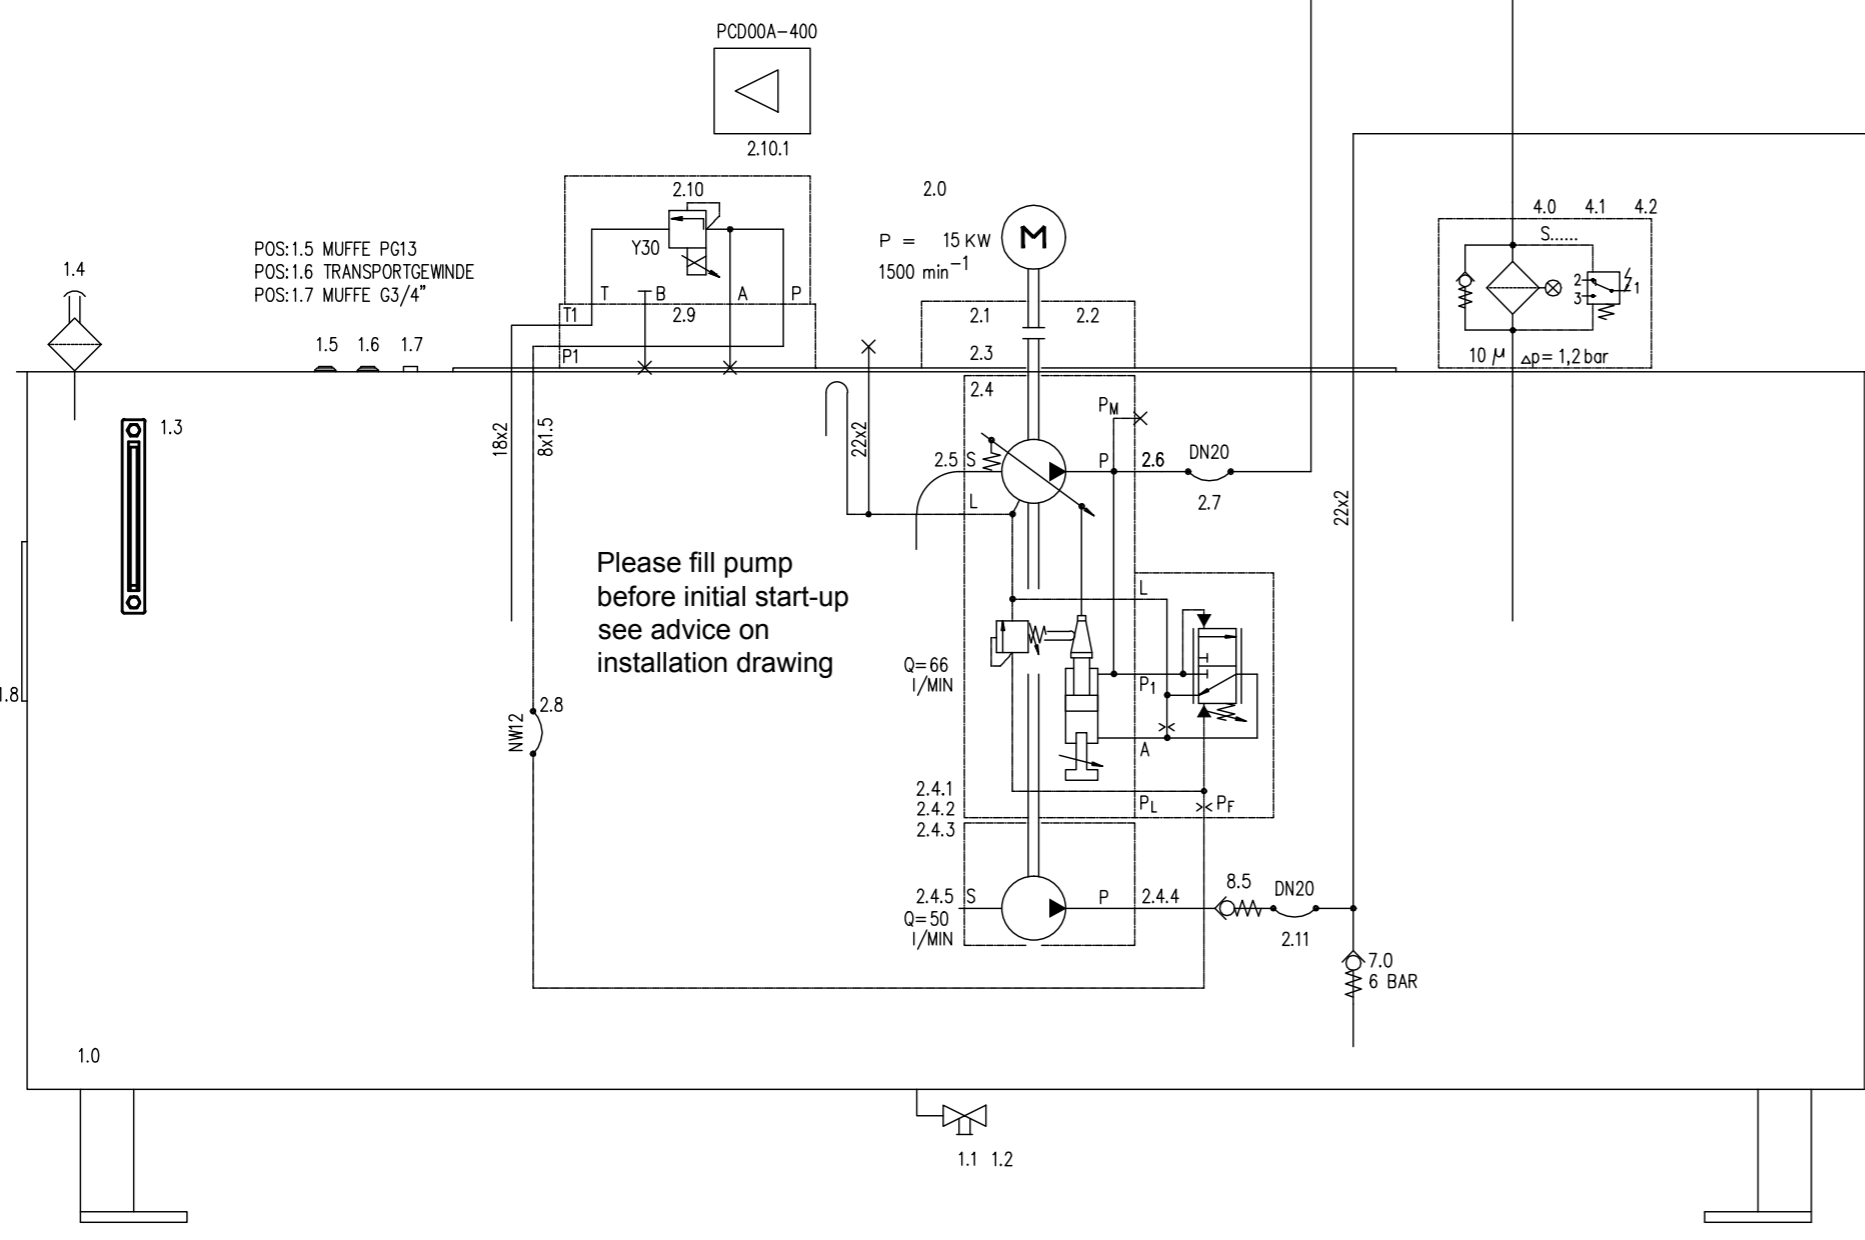 PCD00A-400
2.10.1
2.10
Y30
T
B
A
P
T1
2.9
P1
2.0
P = 15 KW
1500 min⁻¹
M
2.1
2.2
2.3
4.0
4.1
4.2
S......
2
3
1
10 µ
Δp= 1,2 bar
POS:1.5 MUFFE PG13
POS:1.6 TRANSPORTGEWINDE
POS:1.7 MUFFE G3/4"
1.4
1.5
1.6
1.7
1.3
18x2
8x1.5
22x2
2.4
PM
2.5
S
P
2.6
DN20
2.7
L
22x2
Please fill pump
before initial start-up
see advice on
installation drawing
L
Q=66
l/MIN
P1
A
1.8
NW12
2.8
2.4.1
2.4.2
2.4.3
PL
PF
2.4.5
S
Q=50
l/MIN
P
2.4.4
8.5
DN20
2.11
7.0
6 BAR
1.0
1.1
1.2